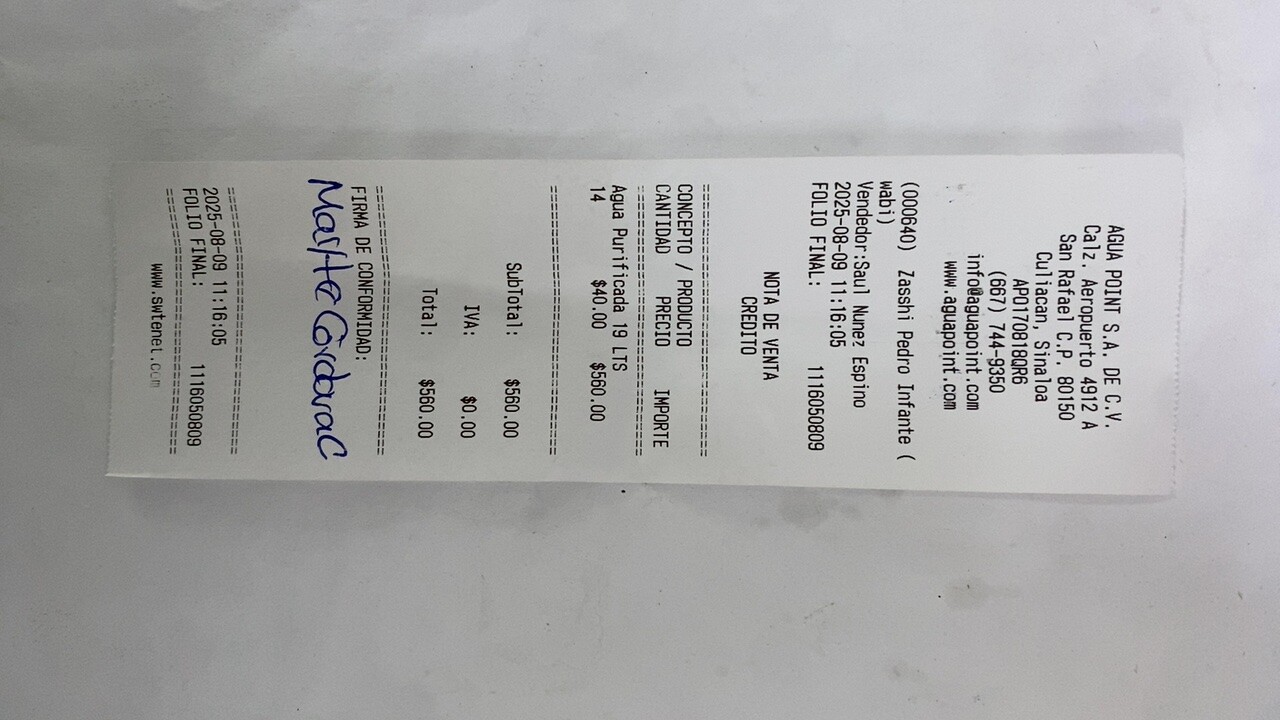 AGUA POINT S.A. DE C.V.
Calz. Aeropuerto 4912 A
San Rafael C.P. 80150
Culiacan, Sinaloa
APO170818QR6
(667) 744-9350
info@aguapoint.com
www.aguapoint.com
(000640) Zasshi Pedro Infante (
wabi)
Vendedor:Saul Nunez Espino
2025-08-09 11:16:05
FOLIO FINAL: 1116050809
NOTA DE VENTA
CREDITO
CONCEPTO / PRODUCTO
CANTIDAD PRECIO IMPORTE
Agua Purificada 19 LTS
14 $40.00 $560.00
SubTotal: $560.00
IVA: $0.00
Total: $560.00
FIRMA DE CONFORMIDAD:
Cordova C
2025-08-09 11:16:05
FOLIO FINAL: 1116050809
www.swtenel.com